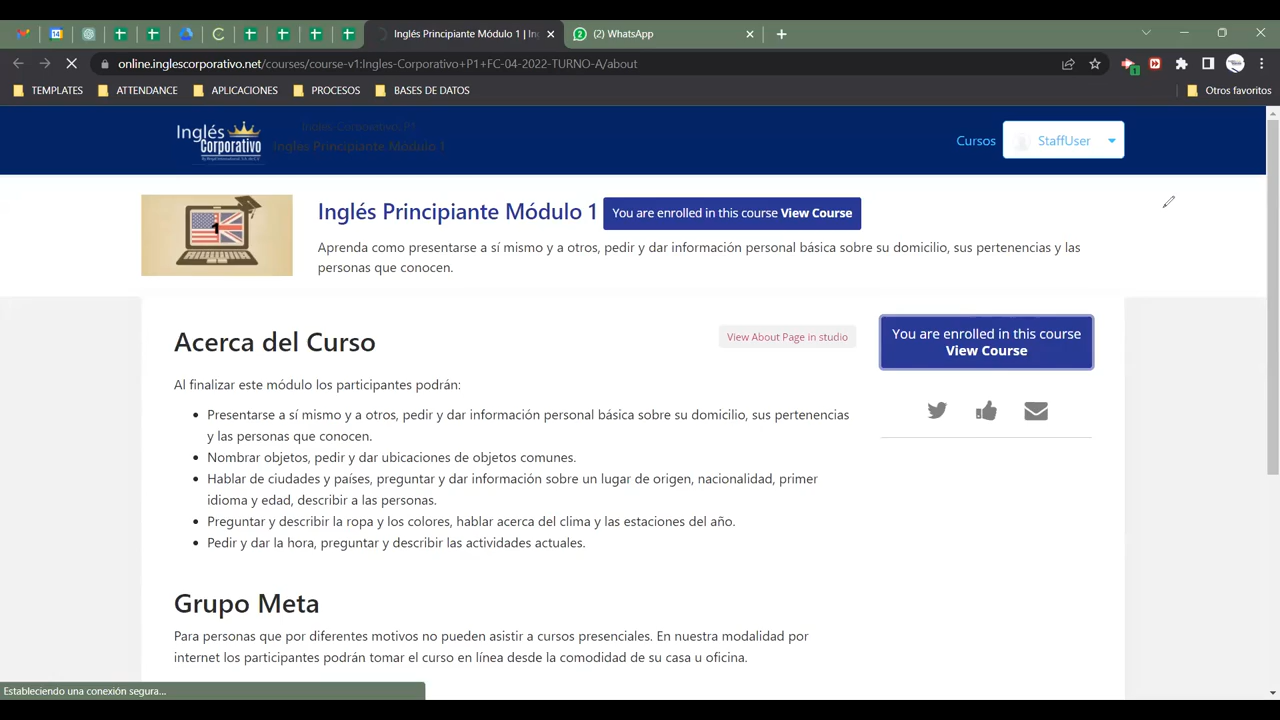 Inglés Principiante Módulo 1 | In
(2) WhatsApp
online.inglescorporativo.net/courses/course-v1:Ingles-Corporativo+P1+FC-04-2022-TURNO-A/about
TEMPLATES
ATTENDANCE
APLICACIONES
PROCESOS
BASES DE DATOS
Otros favoritos
Inglés
Corporativo
Ingles-Corporativo: P1
Ingles Principiante Modulo 1
Cursos
StaffUser
1
Inglés Principiante Módulo 1
You are enrolled in this course View Course
Aprenda como presentarse a sí mismo y a otros, pedir y dar información personal básica sobre su domicilio, sus pertenencias y las
personas que conocen.
Acerca del Curso
View About Page in studio
You are enrolled in this course
View Course
Al finalizar este módulo los participantes podrán:
Presentarse a sí mismo y a otros, pedir y dar información personal básica sobre su domicilio, sus pertenencias
y las personas que conocen.
Nombrar objetos, pedir y dar ubicaciones de objetos comunes.
Hablar de ciudades y países, preguntar y dar información sobre un lugar de origen, nacionalidad, primer
idioma y edad, describir a las personas.
Preguntar y describir la ropa y los colores, hablar acerca del clima y las estaciones del año.
Pedir y dar la hora, preguntar y describir las actividades actuales.
Grupo Meta
Para personas que por diferentes motivos no pueden asistir a cursos presenciales. En nuestra modalidad por
internet los participantes podrán tomar el curso en línea desde la comodidad de su casa u oficina.
Estableciendo una conexión segura...